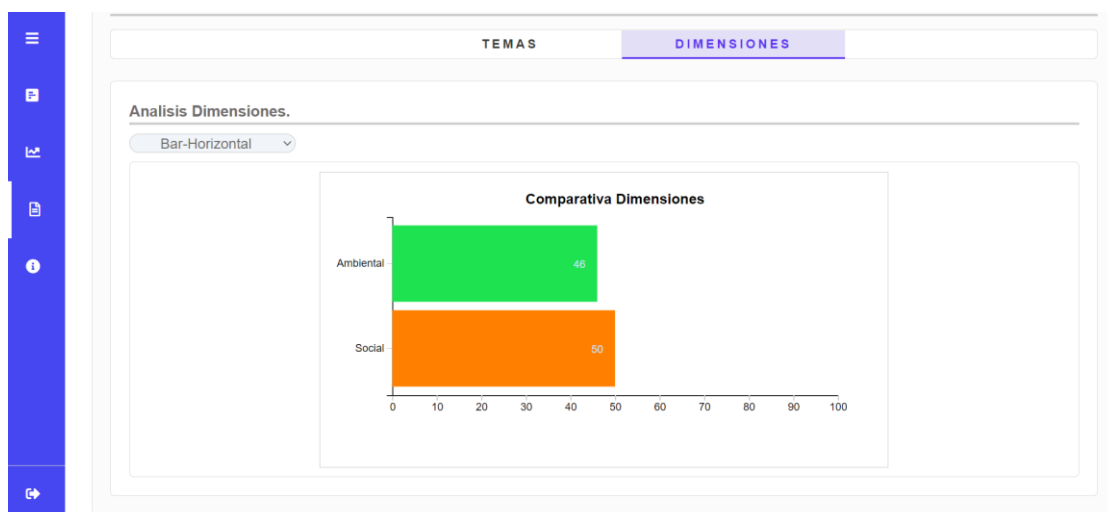 TEMAS DIMENSIONES
Analisis Dimensiones.
Bar-Horizontal
Comparativa Dimensiones
Ambiental 46
Social 50
0 10 20 30 40 50 60 70 80 90 100